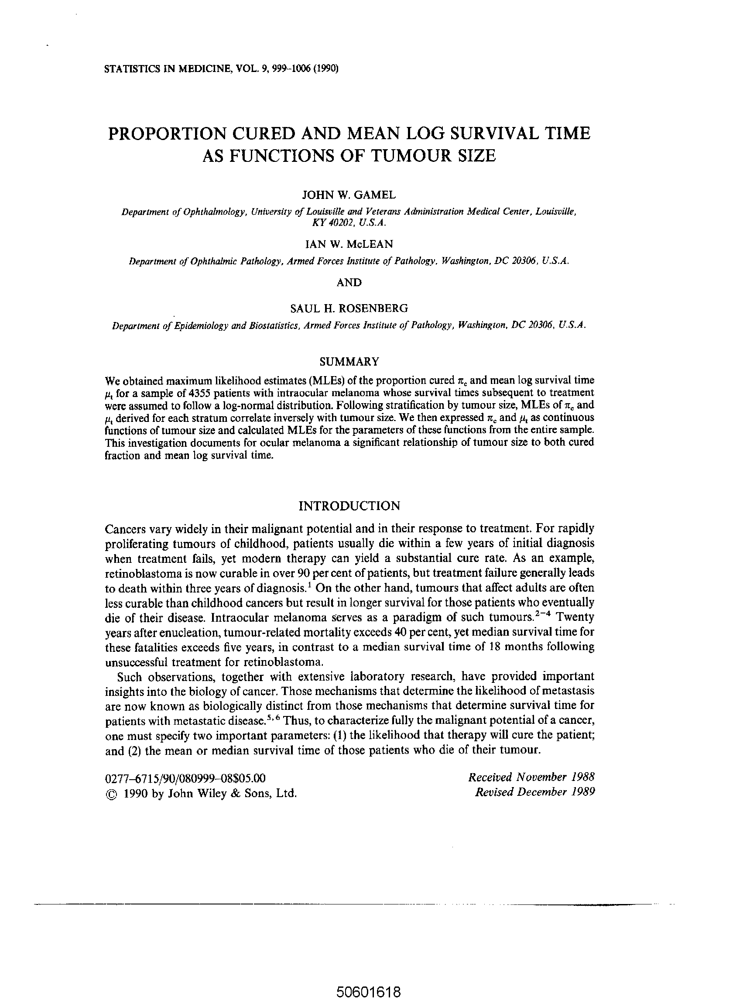 STATISTICS IN MEDICINE, VOL. 9, 999–1006 (1990)
PROPORTION CURED AND MEAN LOG SURVIVAL TIME
AS FUNCTIONS OF TUMOUR SIZE
JOHN W. GAMEL
Department of Ophthalmology, University of Louisville and Veterans Administration Medical Center, Louisville,
KY 40202, U.S.A.
IAN W. McLEAN
Department of Ophthalmic Pathology, Armed Forces Institute of Pathology, Washington, DC 20306, U.S.A.
AND
SAUL H. ROSENBERG
Department of Epidemiology and Biostatistics, Armed Forces Institute of Pathology, Washington, DC 20306, U.S.A.
SUMMARY
We obtained maximum likelihood estimates (MLEs) of the proportion cured πc and mean log survival time
μt for a sample of 4355 patients with intraocular melanoma whose survival times subsequent to treatment
were assumed to follow a log-normal distribution. Following stratification by tumour size, MLEs of πc and
μt derived for each stratum correlate inversely with tumour size. We then expressed πc and μt as continuous
functions of tumour size and calculated MLEs for the parameters of these functions from the entire sample.
This investigation documents for ocular melanoma a significant relationship of tumour size to both cured
fraction and mean log survival time.
INTRODUCTION
Cancers vary widely in their malignant potential and in their response to treatment. For rapidly
proliferating tumours of childhood, patients usually die within a few years of initial diagnosis
when treatment fails, yet modern therapy can yield a substantial cure rate. As an example,
retinoblastoma is now curable in over 90 per cent of patients, but treatment failure generally leads
to death within three years of diagnosis.¹ On the other hand, tumours that affect adults are often
less curable than childhood cancers but result in longer survival for those patients who eventually
die of their disease. Intraocular melanoma serves as a paradigm of such tumours.²⁻⁴ Twenty
years after enucleation, tumour-related mortality exceeds 40 per cent, yet median survival time for
these fatalities exceeds five years, in contrast to a median survival time of 18 months following
unsuccessful treatment for retinoblastoma.
Such observations, together with extensive laboratory research, have provided important
insights into the biology of cancer. Those mechanisms that determine the likelihood of metastasis
are now known as biologically distinct from those mechanisms that determine survival time for
patients with metastatic disease.⁵,⁶ Thus, to characterize fully the malignant potential of a cancer,
one must specify two important parameters: (1) the likelihood that therapy will cure the patient;
and (2) the mean or median survival time of those patients who die of their tumour.
0277–6715/90/080999–08$05.00 Received November 1988
© 1990 by John Wiley & Sons, Ltd. Revised December 1989
50601618